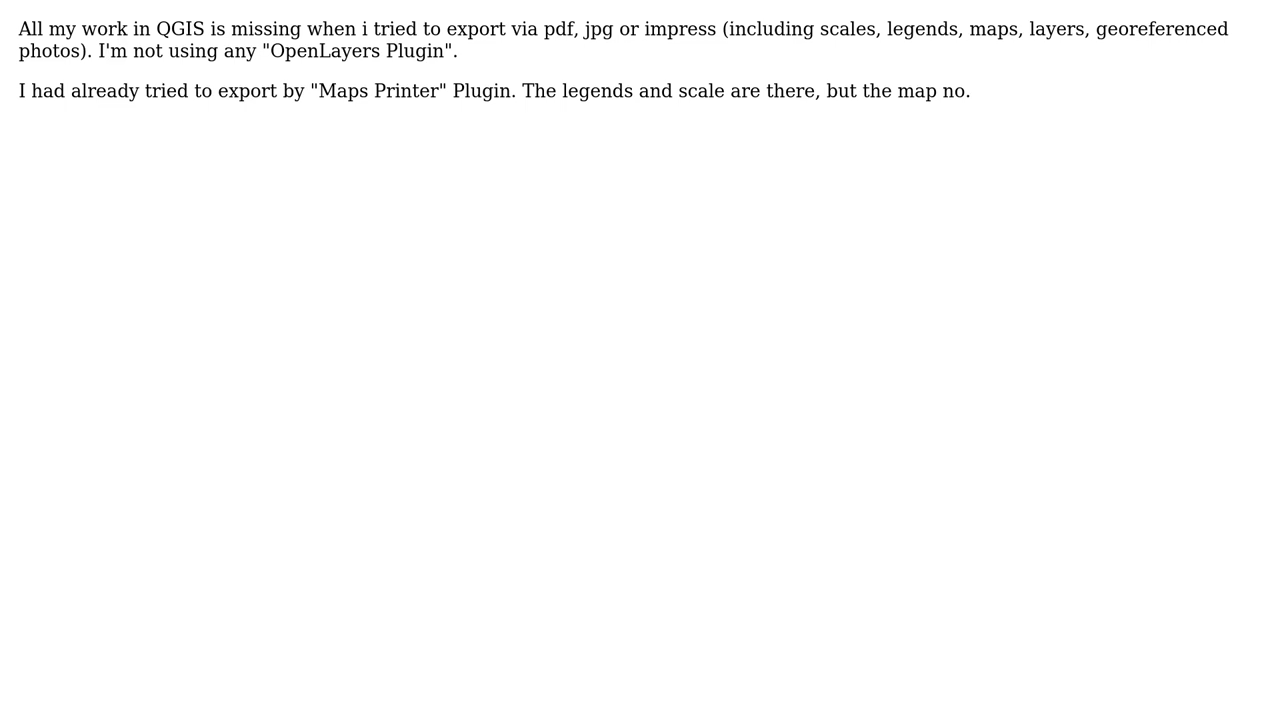 All my work in QGIS is missing when i tried to export via pdf, jpg or impress (including scales, legends, maps, layers, georeferenced
photos). I'm not using any "OpenLayers Plugin".
I had already tried to export by "Maps Printer" Plugin. The legends and scale are there, but the map no.